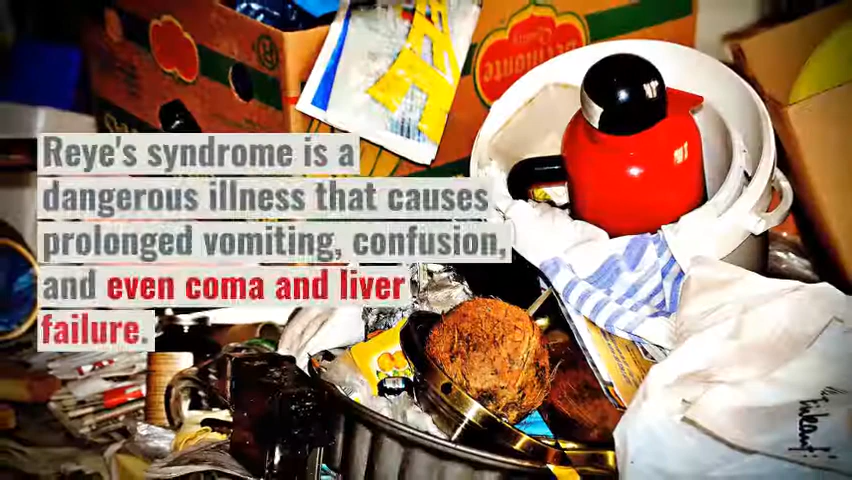 Reye's syndrome is a
dangerous illness that causes
prolonged vomiting, confusion,
and even coma and liver
failure.